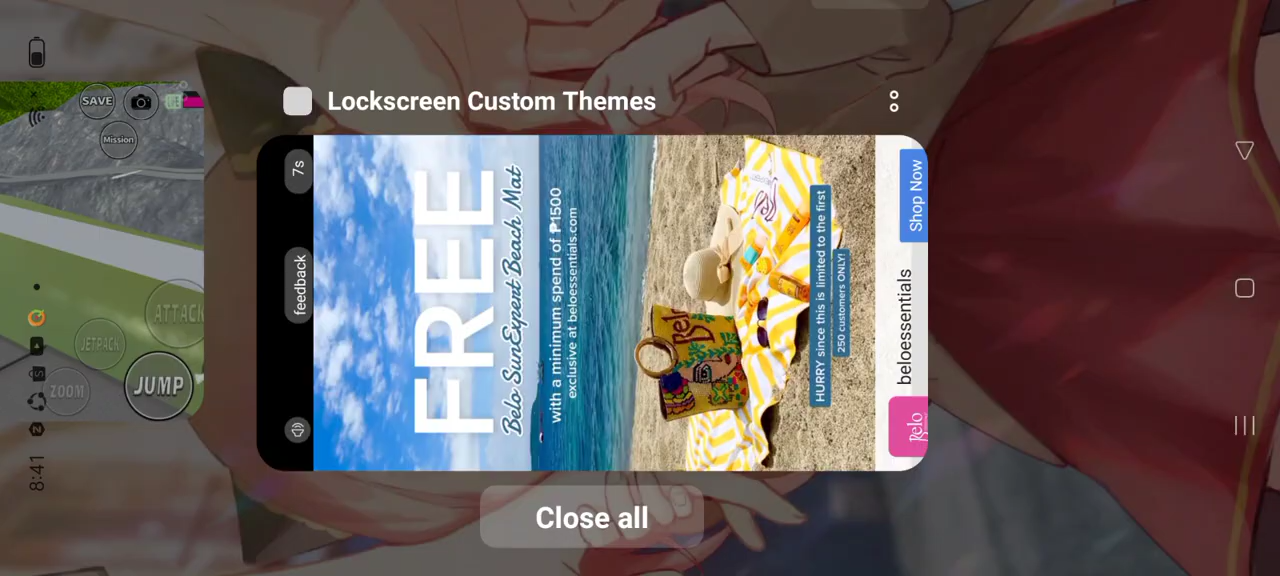 Lockscreen Custom Themes
SAVE
Mission
ATTACK
JETPACK
ZOOM
JUMP
8:41
7s
feedback
FREE
Belo SunExpert Beach Mat
with a minimum spend of ₱1500
exclusive at beloessentials.com
Belo
HURRY since this is limited to the first
250 customers ONLY!
Belo
beloessentials
Shop Now
Close all